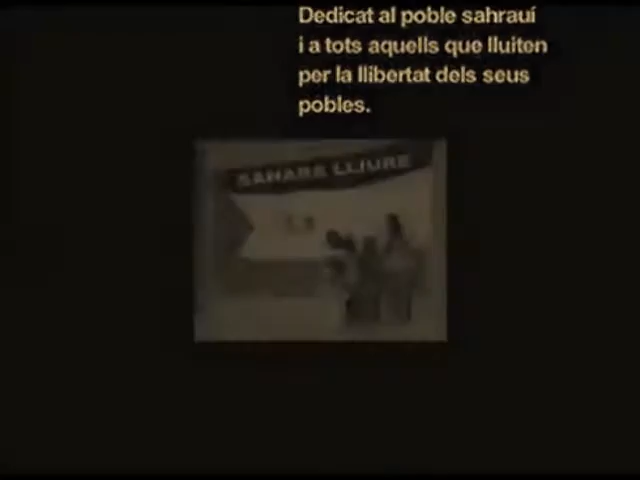 Dedicat al poble sahrauí
i a tots aquells que lluiten
per la llibertat dels seus
pobles.
SAHARA LLIURE